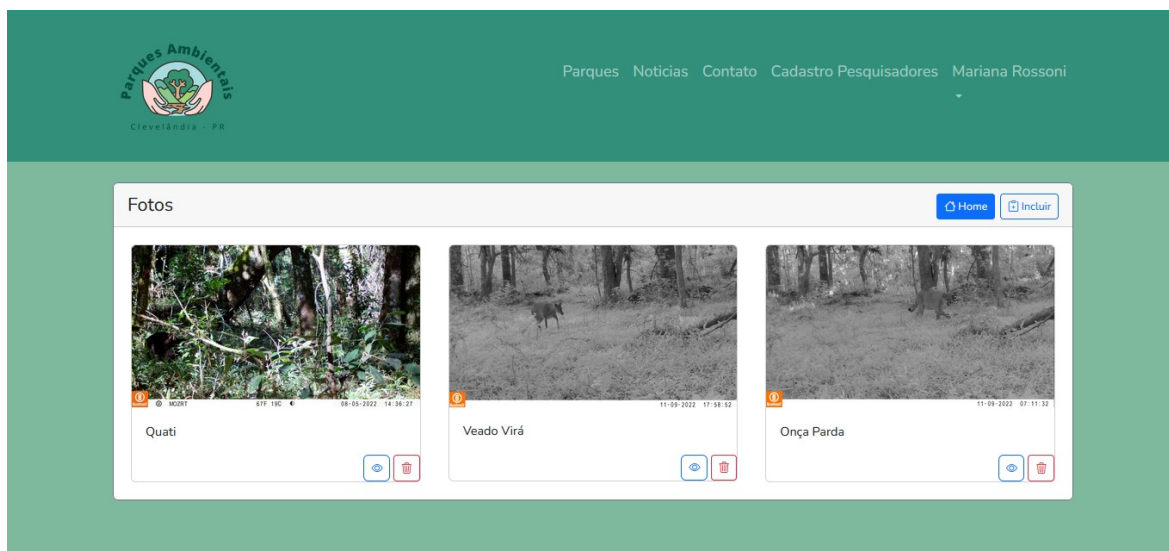 Parques Ambientais
Clevelândia - PR
Parques Noticias Contato Cadastro Pesquisadores Mariana Rossoni
Fotos
Home Incluir
MOZRT 67F 19C 08-05-2022 14:36:27
11-09-2022 17:58:52
11-09-2022 07:11:32
Quati
Veado Virá
Onça Parda